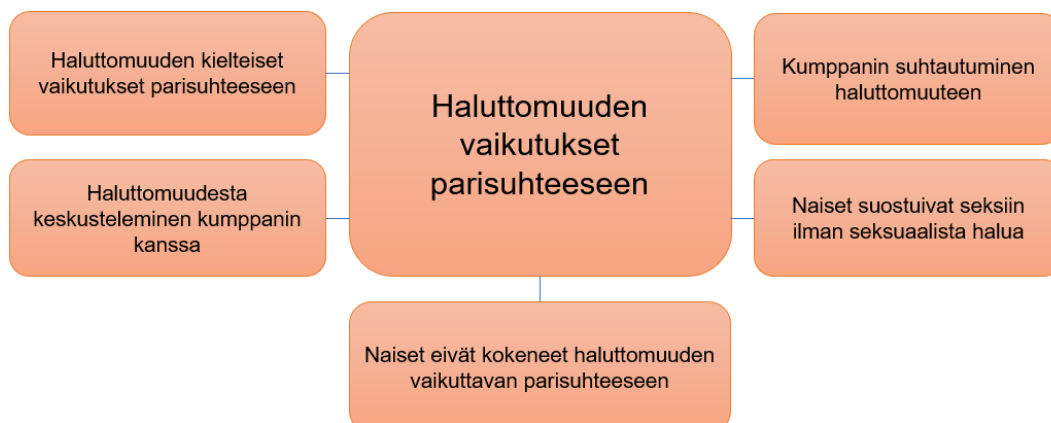 Haluttomuuden kielteiset
vaikutukset parisuhteeseen
Haluttomuudesta
keskusteleminen kumppanin
kanssa
Haluttomuuden
vaikutukset
parisuhteeseen
Kumppanin suhtautuminen
haluttomuuteen
Naiset suostuivat seksiin
ilman seksuaalista halua
Naiset eivät kokeneet haluttomuuden
vaikuttavan parisuhteeseen